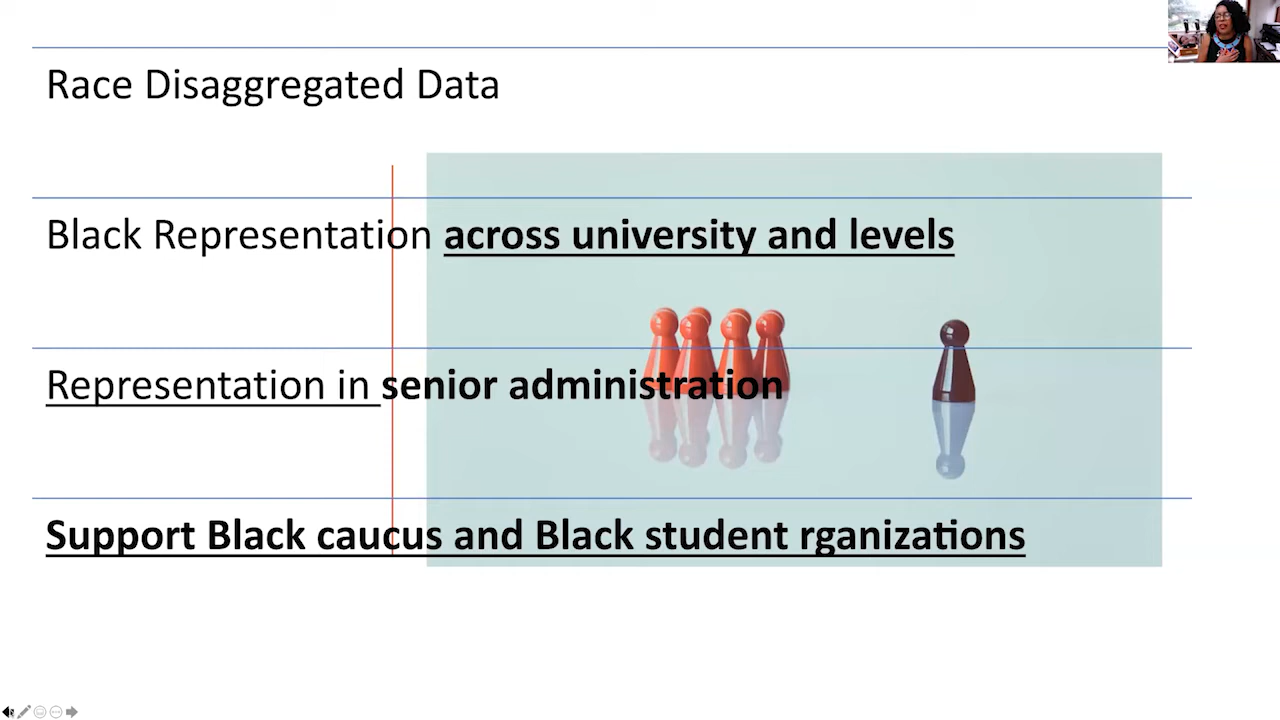 Race Disaggregated Data
Black Representation across university and levels
Representation in senior administration
Support Black caucus and Black student rganizations